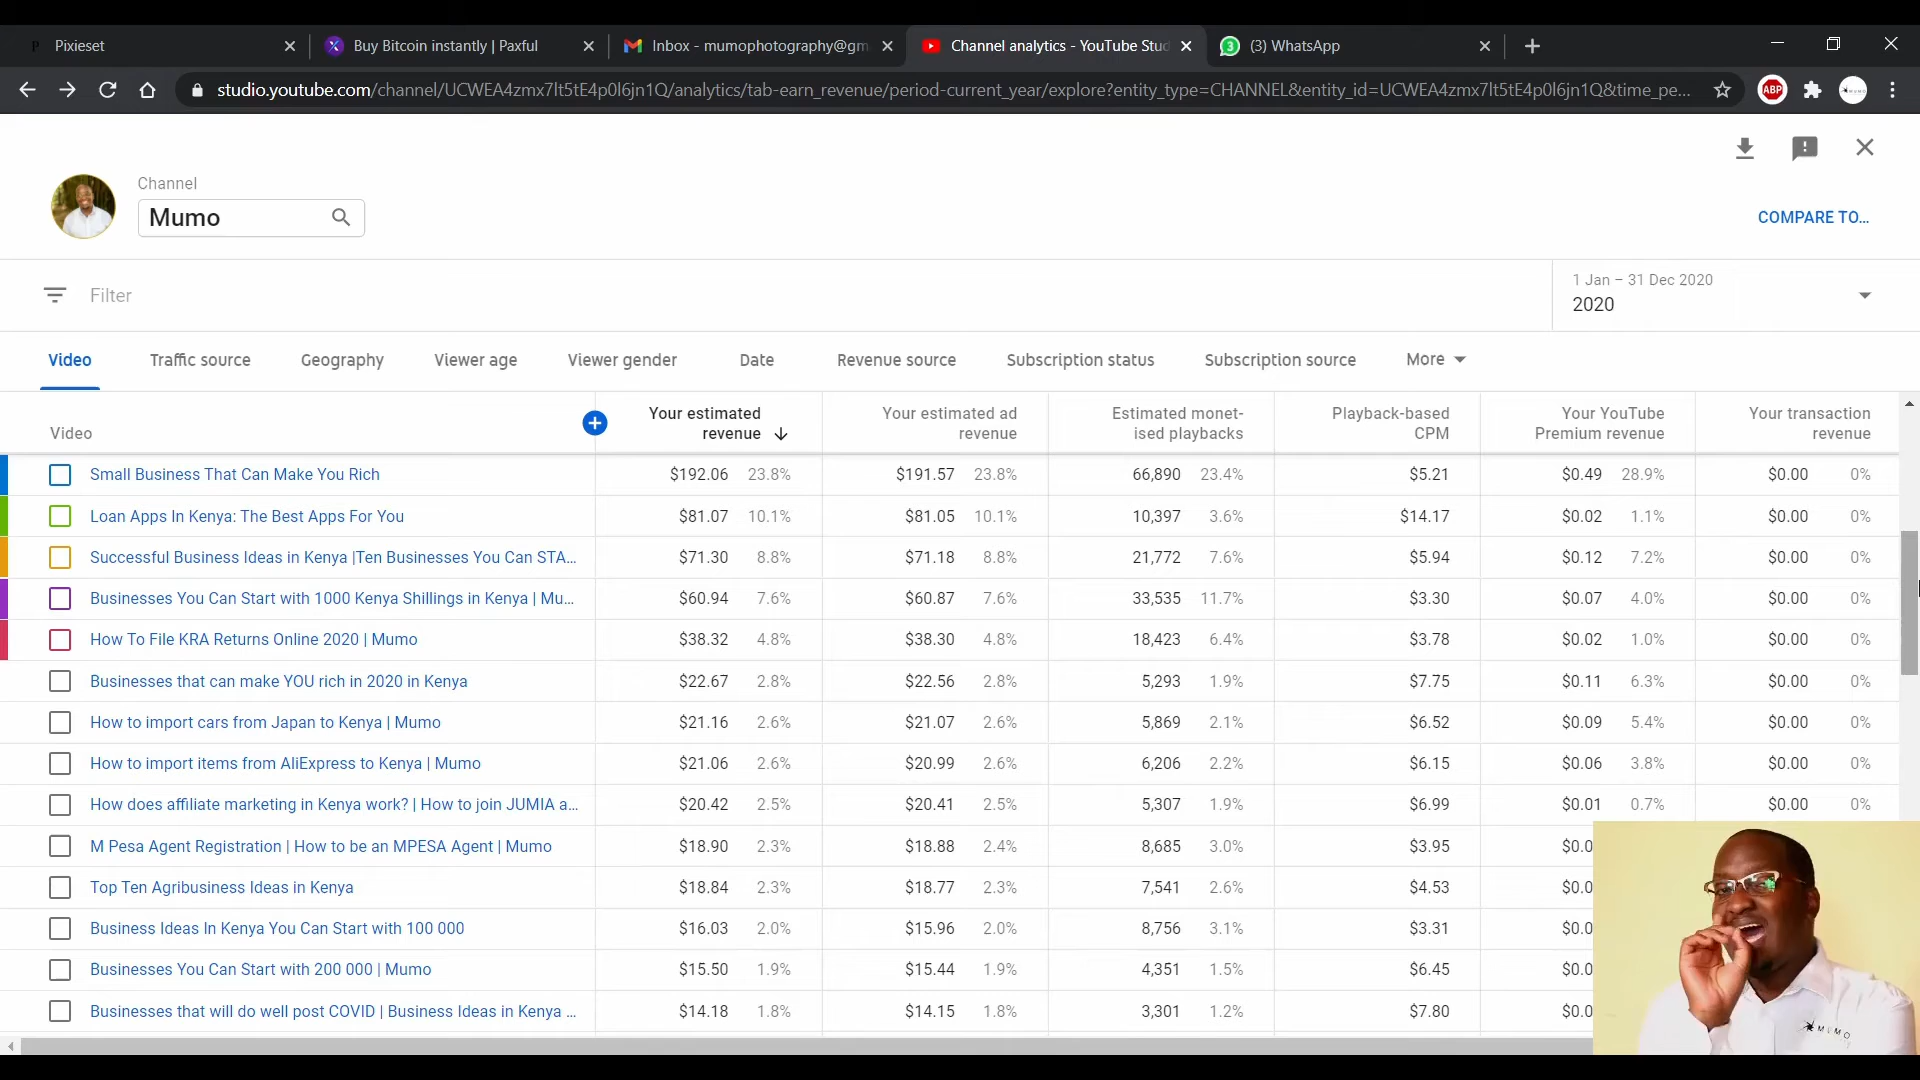 Pixieset
Buy Bitcoin instantly | Paxful
Inbox - mumophotography@gm
Channel analytics - YouTube Stud
3 (3) WhatsApp
studio.youtube.com/channel/UCWEA4zmx7lt5tE4p0l6jn1Q/analytics/tab-earn_revenue/period-current_year/explore?entity_type=CHANNEL&entity_id=UCWEA4zmx7lt5tE4p0l6jn1Q&time_pe...
ABP
Channel
Mumo
COMPARE TO...
Filter
1 Jan – 31 Dec 2020
2020
Video Traffic source Geography Viewer age Viewer gender Date Revenue source Subscription status Subscription source More
Video
Your estimated revenue
Your estimated ad revenue
Estimated monet-ised playbacks
Playback-based CPM
Your YouTube Premium revenue
Your transaction revenue
Small Business That Can Make You Rich $192.06 23.8% $191.57 23.8% 66,890 23.4% $5.21 $0.49 28.9% $0.00 0%
Loan Apps In Kenya: The Best Apps For You $81.07 10.1% $81.05 10.1% 10,397 3.6% $14.17 $0.02 1.1% $0.00 0%
Successful Business Ideas in Kenya |Ten Businesses You Can STA... $71.30 8.8% $71.18 8.8% 21,772 7.6% $5.94 $0.12 7.2% $0.00 0%
Businesses You Can Start with 1000 Kenya Shillings in Kenya | Mu... $60.94 7.6% $60.87 7.6% 33,535 11.7% $3.30 $0.07 4.0% $0.00 0%
How To File KRA Returns Online 2020 | Mumo $38.32 4.8% $38.30 4.8% 18,423 6.4% $3.78 $0.02 1.0% $0.00 0%
Businesses that can make YOU rich in 2020 in Kenya $22.67 2.8% $22.56 2.8% 5,293 1.9% $7.75 $0.11 6.3% $0.00 0%
How to import cars from Japan to Kenya | Mumo $21.16 2.6% $21.07 2.6% 5,869 2.1% $6.52 $0.09 5.4% $0.00 0%
How to import items from AliExpress to Kenya | Mumo $21.06 2.6% $20.99 2.6% 6,206 2.2% $6.15 $0.06 3.8% $0.00 0%
How does affiliate marketing in Kenya work? | How to join JUMIA a... $20.42 2.5% $20.41 2.5% 5,307 1.9% $6.99 $0.01 0.7% $0.00 0%
M Pesa Agent Registration | How to be an MPESA Agent | Mumo $18.90 2.3% $18.88 2.4% 8,685 3.0% $3.95 $0.0
Top Ten Agribusiness Ideas in Kenya $18.84 2.3% $18.77 2.3% 7,541 2.6% $4.53 $0.0
Business Ideas In Kenya You Can Start with 100 000 $16.03 2.0% $15.96 2.0% 8,756 3.1% $3.31 $0.0
Businesses You Can Start with 200 000 | Mumo $15.50 1.9% $15.44 1.9% 4,351 1.5% $6.45 $0.0
Businesses that will do well post COVID | Business Ideas in Kenya ... $14.18 1.8% $14.15 1.8% 3,301 1.2% $7.80 $0.0
MUMO